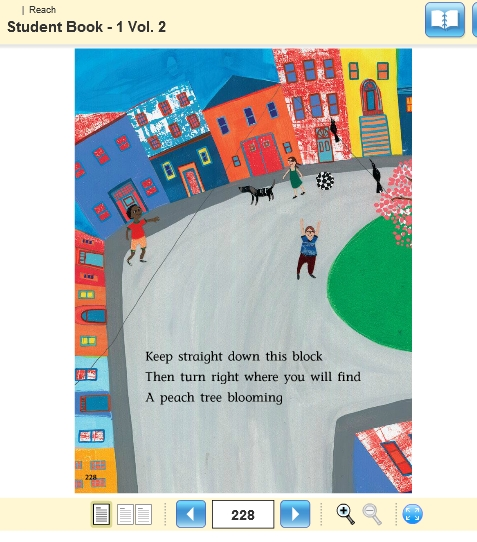 | Reach
Student Book - 1 Vol. 2
Keep straight down this block
Then turn right where you will find
A peach tree blooming
228
228